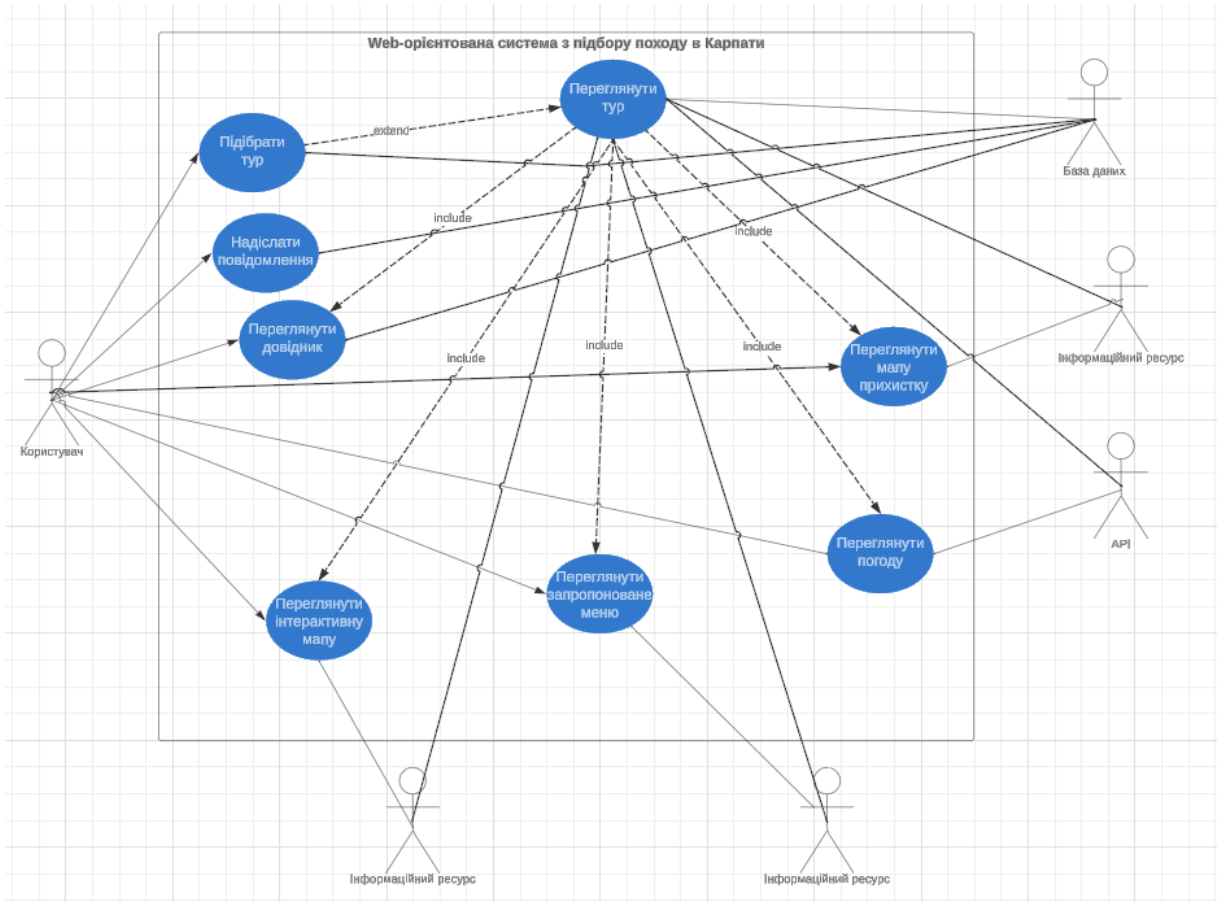 Web-орієнтована система з підбору походу в Карпати
Переглянути
тур
extend
Підібрати
тур
База даних
include
include
Надіслати
повідомлення
Переглянути
довідник
include
include
include
Переглянути
мапу
прихистку
Інформаційний ресурс
Користувач
Переглянути
погоду
API
Переглянути
запропоноване
меню
Переглянути
інтерактивну
мапу
Інформаційний ресурс
Інформаційний ресурс